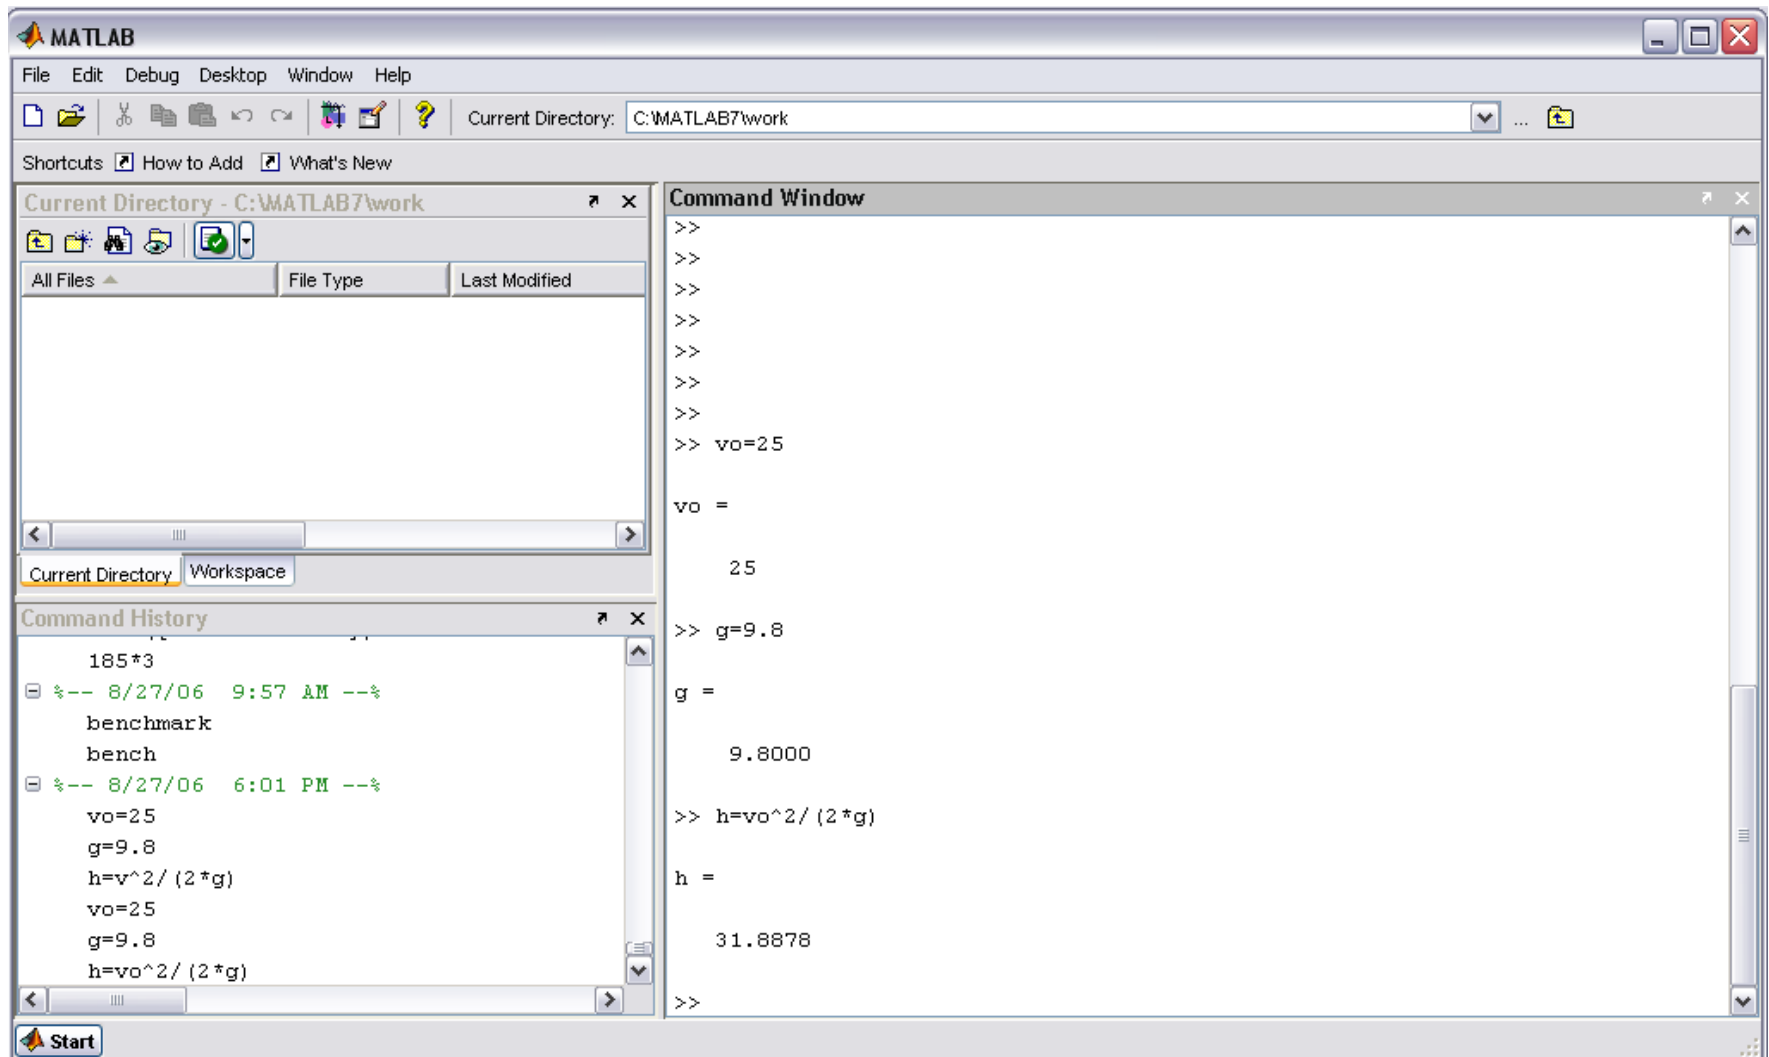 MATLAB
File Edit Debug Desktop Window Help
Current Directory: C:\MATLAB7\work ...
Shortcuts How to Add What's New
Current Directory - C:\MATLAB7\work
All Files File Type Last Modified
Current Directory Workspace
Command History
185*3
%-- 8/27/06 9:57 AM --%
benchmark
bench
%-- 8/27/06 6:01 PM --%
vo=25
g=9.8
h=v^2/(2*g)
vo=25
g=9.8
h=vo^2/(2*g)
Command Window
>>
>>
>>
>>
>>
>>
>>
>> vo=25
vo =
25
>> g=9.8
g =
9.8000
>> h=vo^2/(2*g)
h =
31.8878
>>
Start